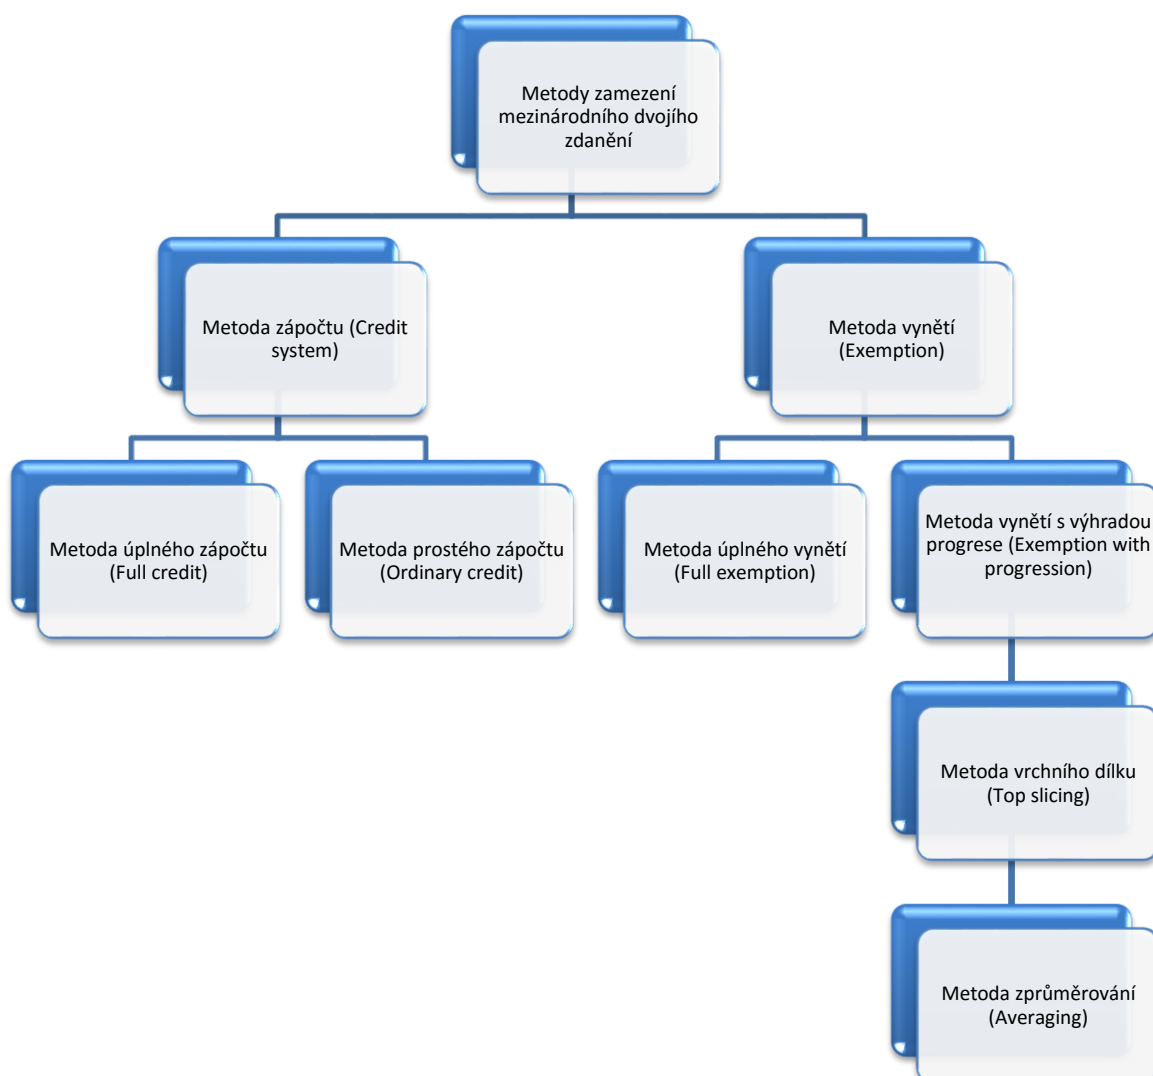 Metody zamezení
mezinárodního dvojího
zdanění
Metoda zápočtu (Credit
system)
Metoda vynětí
(Exemption)
Metoda úplného zápočtu
(Full credit)
Metoda prostého zápočtu
(Ordinary credit)
Metoda úplného vynětí
(Full exemption)
Metoda vynětí s výhradou
progrese (Exemption with
progression)
Metoda vrchního dílku
(Top slicing)
Metoda zprůměrování
(Averaging)